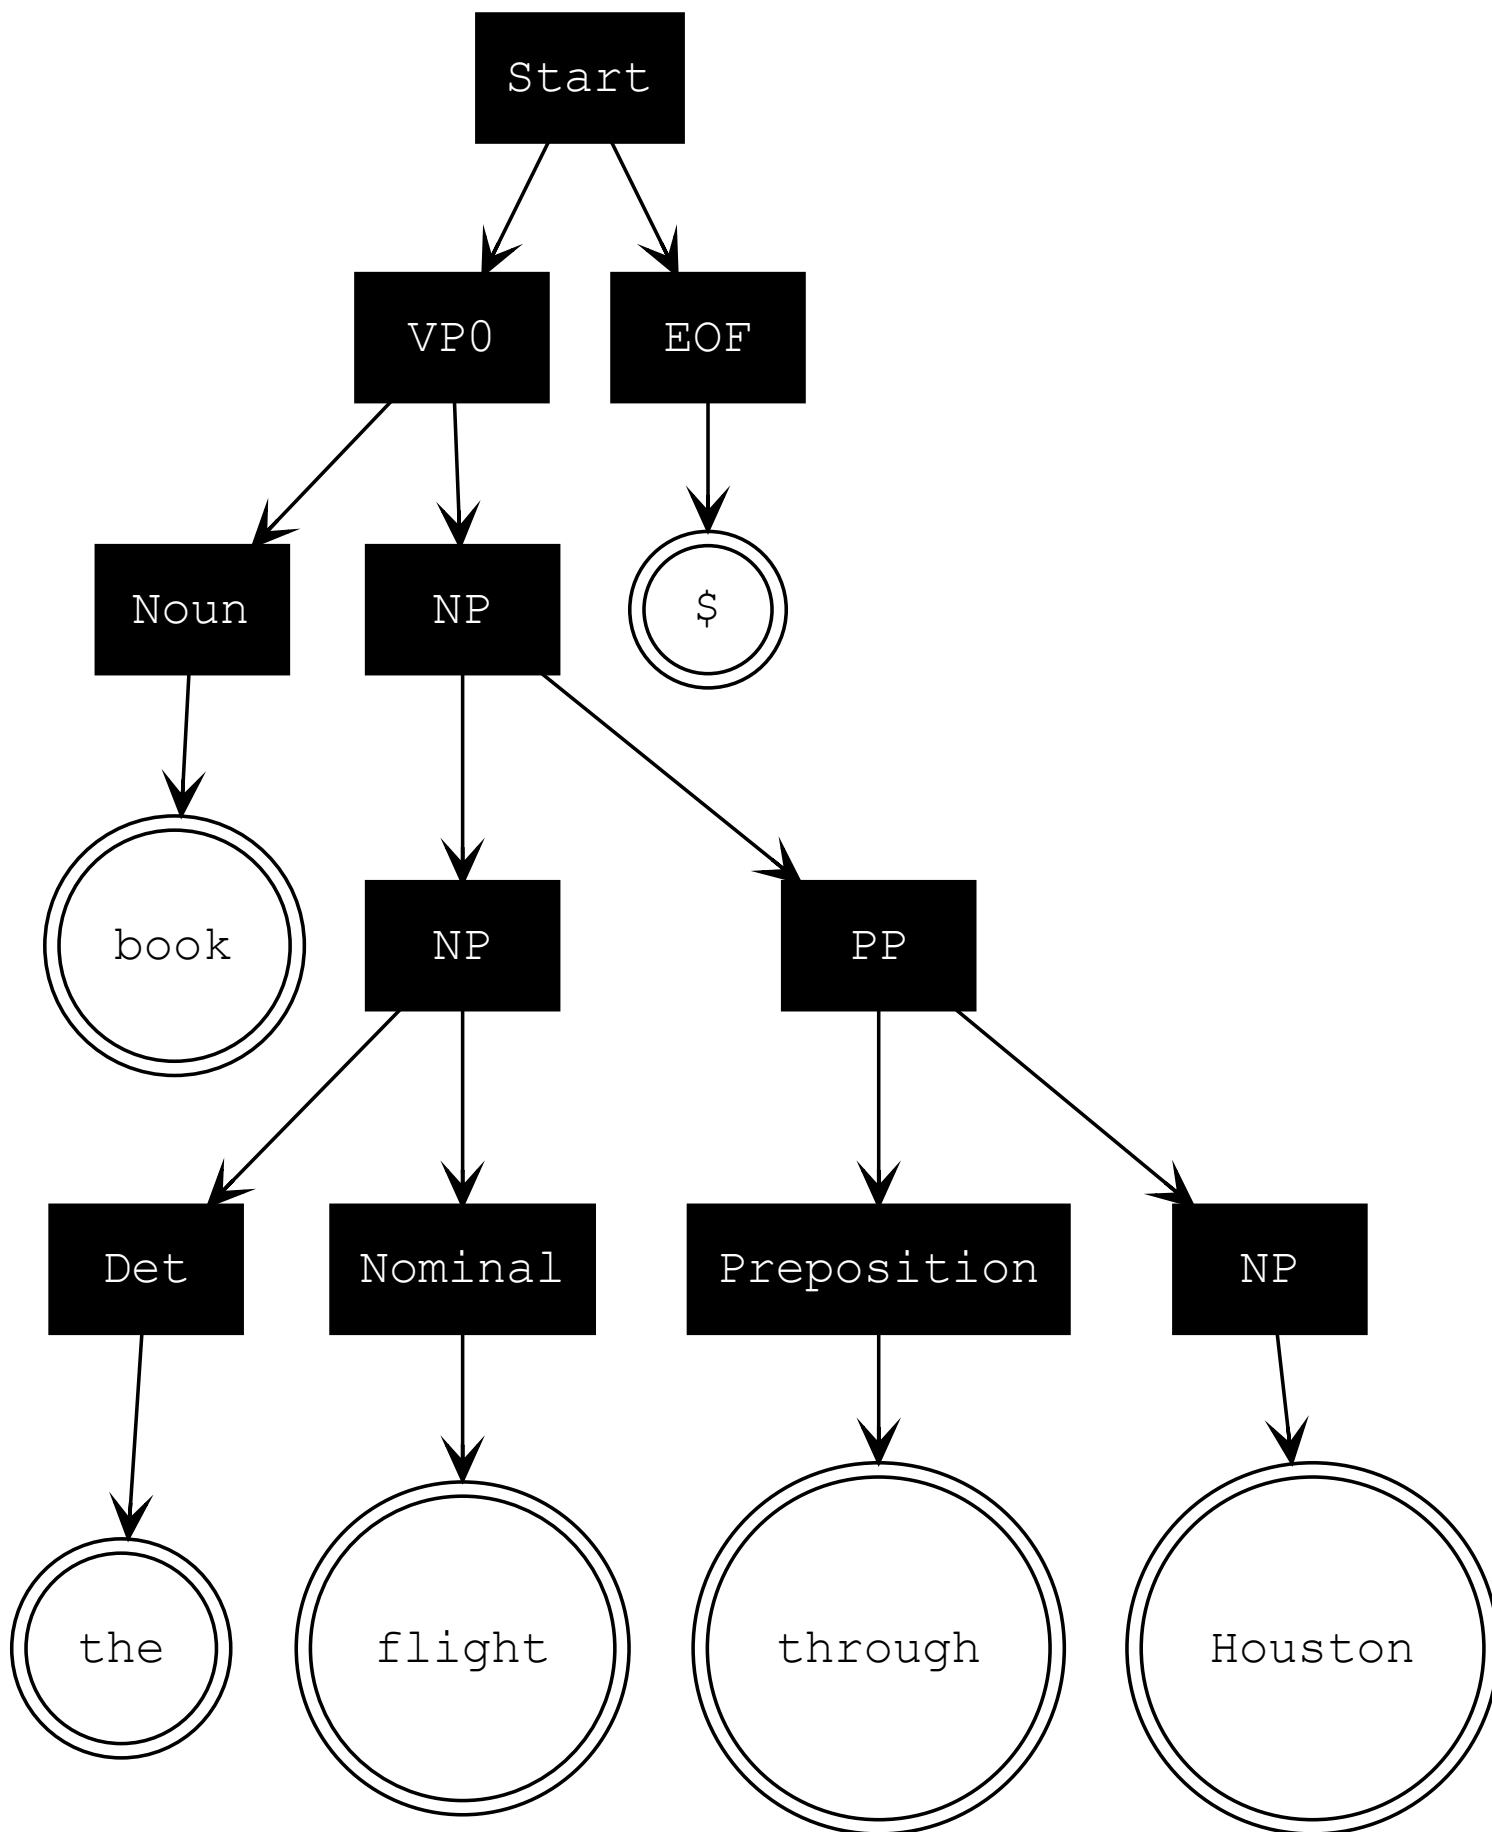 Start
VP0 EOF
Noun NP $
book NP PP
Det Nominal Preposition NP
the flight through Houston